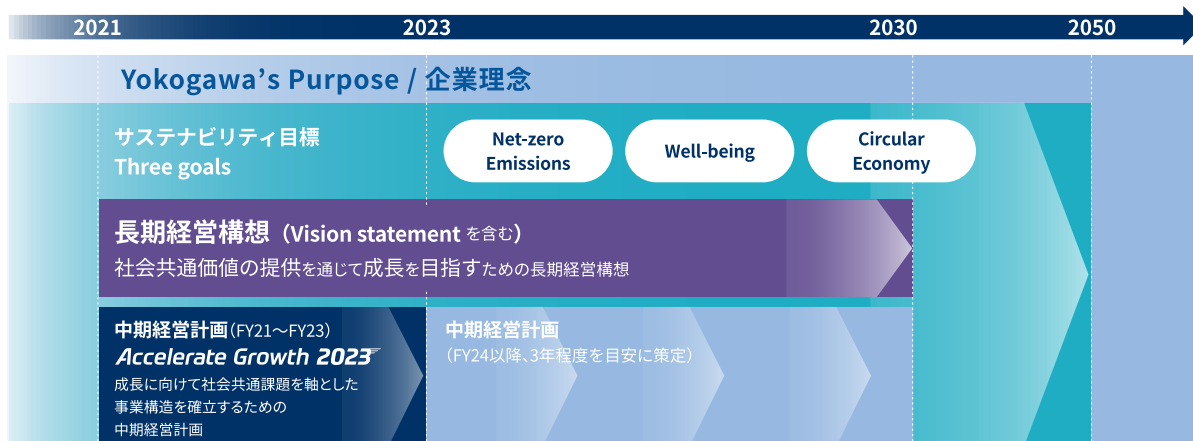 2021 2023 2030 2050
Yokogawa’s Purpose / 企業理念
サステナビリティ目標
Three goals
Net-zero
Emissions
Well-being
Circular
Economy
長期経営構想（Vision statement を含む）
社会共通価値の提供を通じて成長を目指すための長期経営構想
中期経営計画（FY21～FY23）
Accelerate Growth 2023
成長に向けて社会共通課題を軸とした
事業構造を確立するための
中期経営計画
中期経営計画
（FY24以降、3年程度を目安に策定）